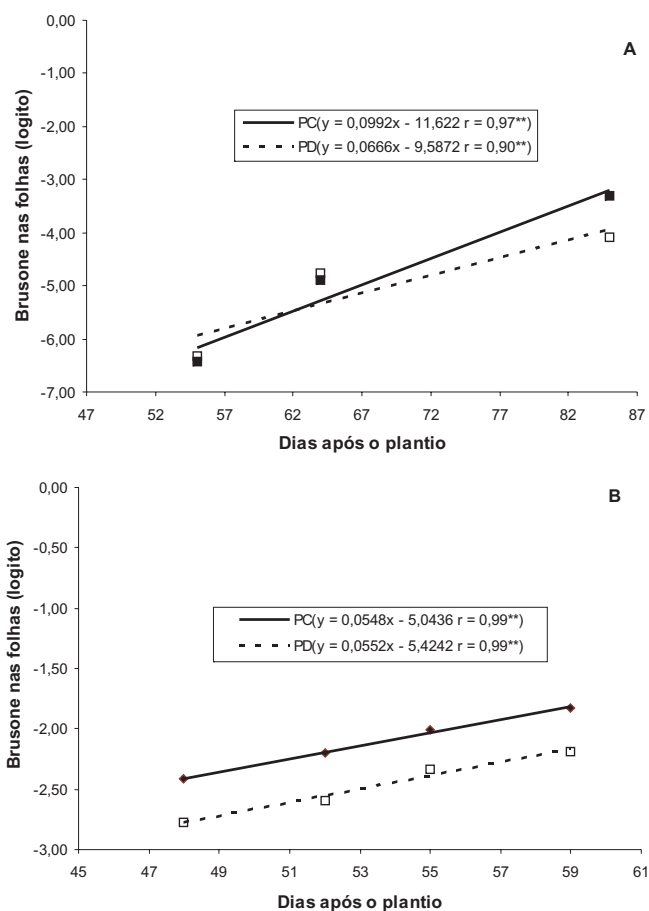 A
Brusone nas folhas (logito)
0,00
-1,00
-2,00
-3,00
-4,00
-5,00
-6,00
-7,00
PC(y = 0,0992x - 11,622 r = 0,97**)
PD(y = 0,0666x - 9,5872 r = 0,90**)
47 52 57 62 67 72 77 82 87
Dias após o plantio
B
Brusone nas folhas (logito)
0,00
-0,50
-1,00
-1,50
-2,00
-2,50
-3,00
PC(y = 0,0548x - 5,0436 r = 0,99**)
PD(y = 0,0552x - 5,4242 r = 0,99**)
45 47 49 51 53 55 57 59 61
Dias após o plantio